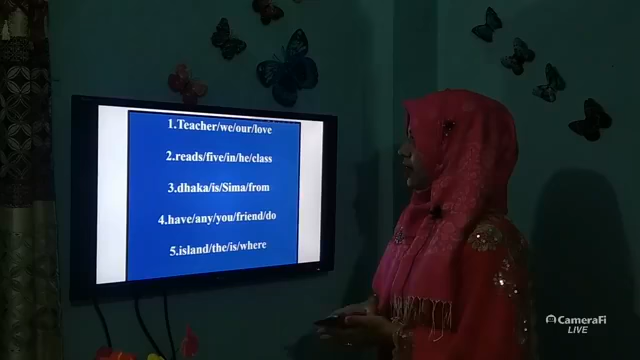 1.Teacher/we/our/love
2.reads/five/in/he/class
3.dhaka/is/Sima/from
4.have/any/you/friend/do
5.island/the/is/where
CameraFi
LIVE